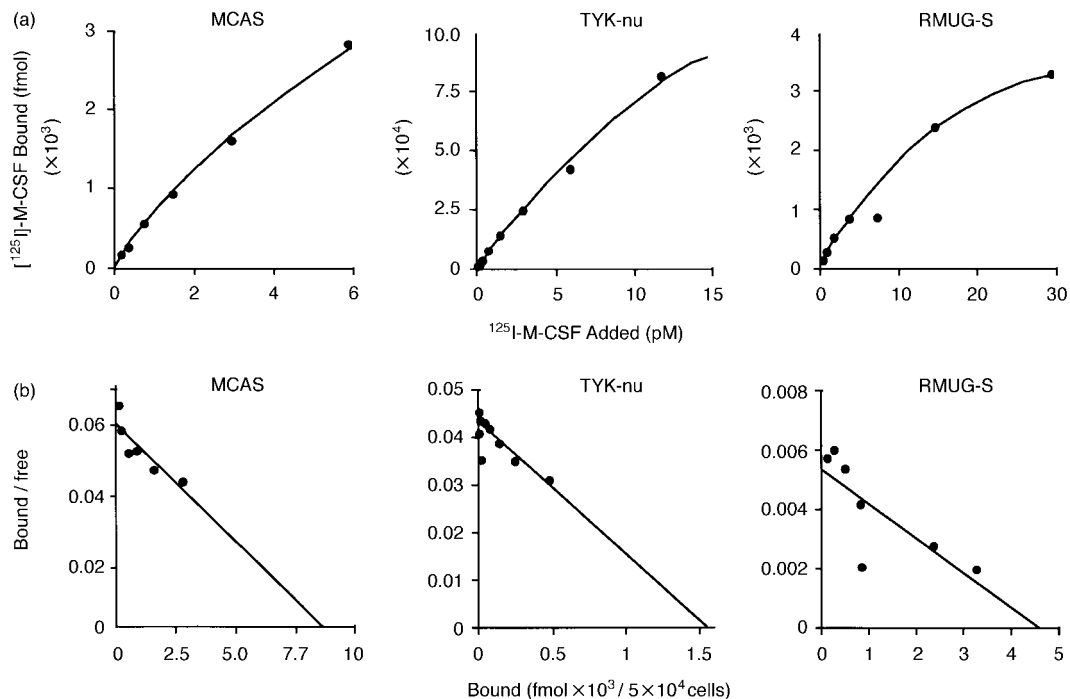 (a)
MCAS
TYK-nu
RMUG-S
[¹²⁵I]-M-CSF Bound (fmol)
(×10³)
3
2
1
0
0 2 4 6
(×10⁴)
10.0
7.5
5.0
2.5
0
0 5 10 15
(×10³)
4
3
2
1
0
0 10 20 30
¹²⁵I-M-CSF Added (pM)
(b)
MCAS
TYK-nu
RMUG-S
Bound / free
0.06
0.04
0.02
0
0 2.5 5.0 7.7 10
0.05
0.04
0.03
0.02
0.01
0
0 0.5 1 1.5
0.008
0.006
0.004
0.002
0
0 1 2 3 4 5
Bound (fmol ×10³ / 5×10⁴ cells)